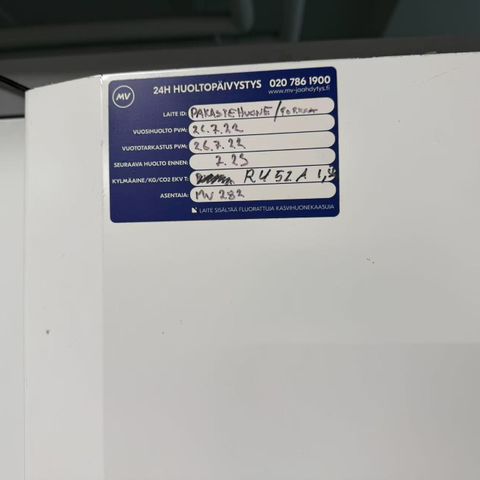 MV
24H HUOLTOPÄIVYSTYS 020 786 1900
www.mv-jaahdytys.fi
LAITE ID: PAKASTEHUONE /
VUOSIHUOLTO PVM: 26.7.22
VUOTOTARKASTUS PVM: 26.7.22
SEURAAVA HUOLTO ENNEN: 7.23
KYLMÄAINE/KG/CO2 EKV T: R452A
ASENTAJA: MV 282
LAITE SISÄLTÄÄ FLUORATTUJA KASVIHUONEKAASUJA